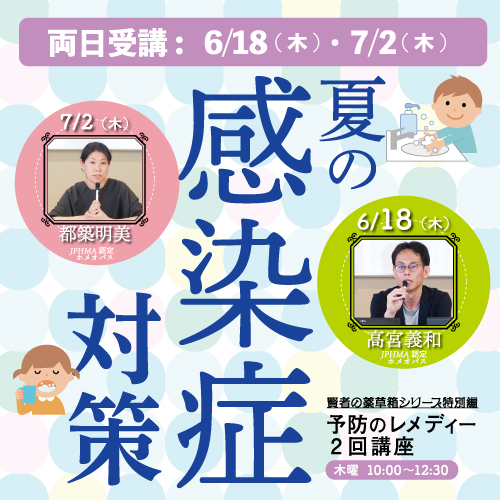 両日受講：6/18（木）・7/2（木）
夏の
感染症
対策
7/2（木）
都築明美
JPHMA 認定
ホメオパス
6/18（木）
高宮義和
JPHMA 認定
ホメオパス
賢者の薬草箱シリーズ特別編
予防のレメディー
2回講座
木曜 10:00～12:30